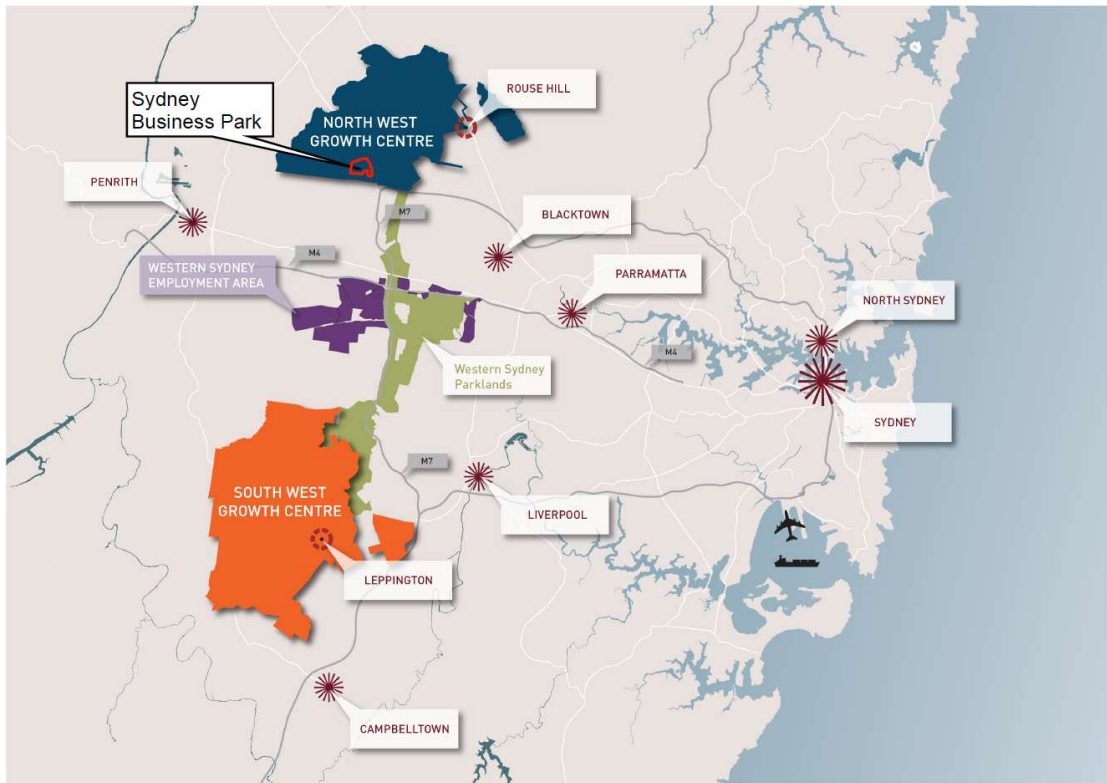 Sydney
Business Park
ROUSE HILL
NORTH WEST
GROWTH CENTRE
PENRITH
M7
BLACKTOWN
M4
WESTERN SYDNEY
EMPLOYMENT AREA
PARRAMATTA
NORTH SYDNEY
M4
Western Sydney
Parklands
SYDNEY
M7
SOUTH WEST
GROWTH CENTRE
LIVERPOOL
LEPPINGTON
CAMPBELLTOWN